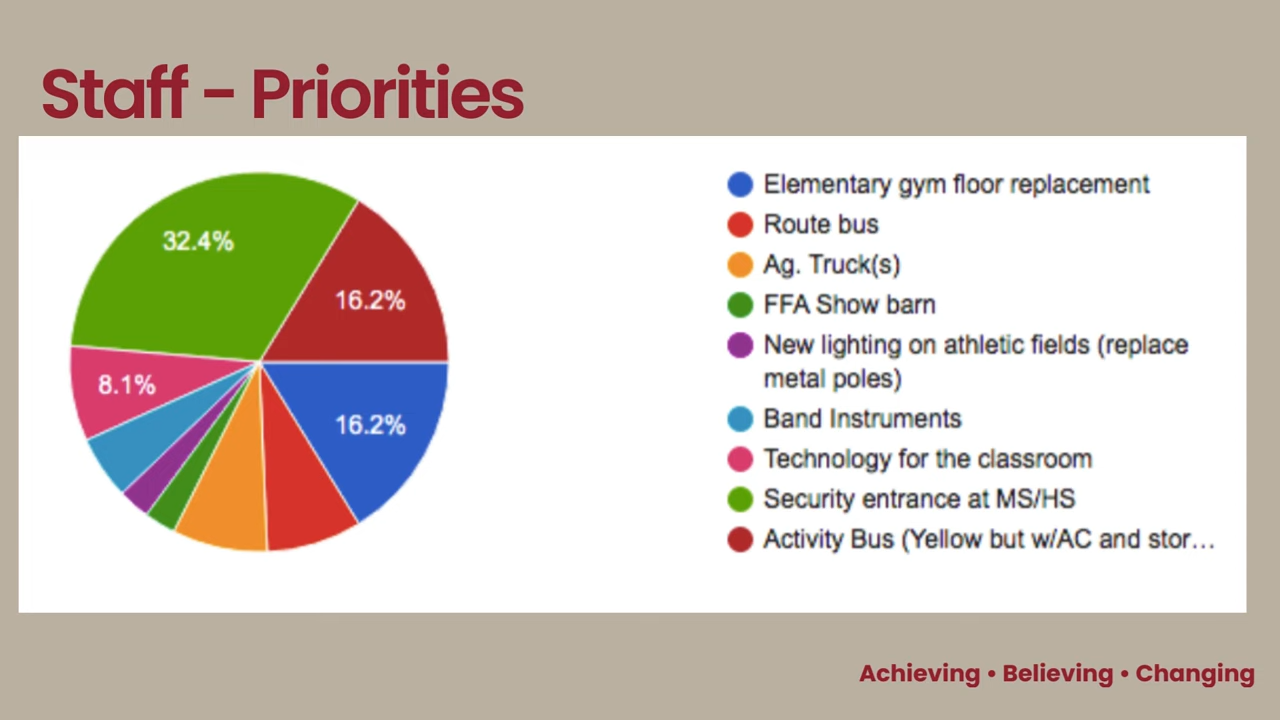 Staff - Priorities
32.4%
16.2%
8.1%
16.2%
Elementary gym floor replacement
Route bus
Ag. Truck(s)
FFA Show barn
New lighting on athletic fields (replace
metal poles)
Band Instruments
Technology for the classroom
Security entrance at MS/HS
Activity Bus (Yellow but w/AC and stor...
Achieving • Believing • Changing